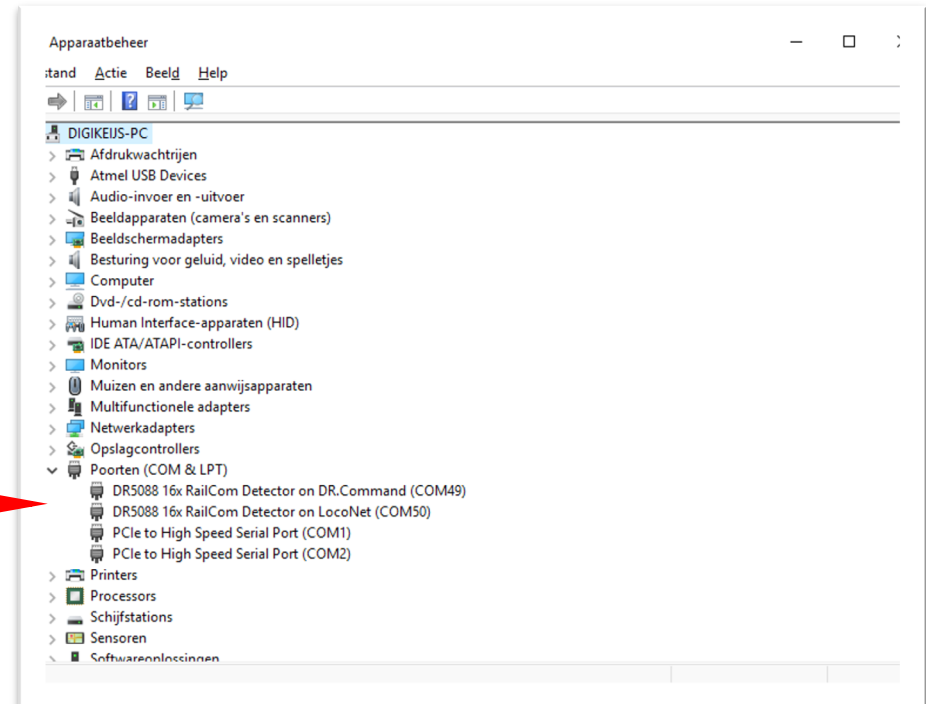 Apparaatbeheer
stand Actie Beeld Help
DIGIKEIJS-PC
Afdrukwachtrijen
Atmel USB Devices
Audio-invoer en -uitvoer
Beeldapparaten (camera's en scanners)
Beeldschermadapters
Besturing voor geluid, video en spelletjes
Computer
Dvd-/cd-rom-stations
Human Interface-apparaten (HID)
IDE ATA/ATAPI-controllers
Monitors
Muizen en andere aanwijsapparaten
Multifunctionele adapters
Netwerkadapters
Opslagcontrollers
Poorten (COM & LPT)
DR5088 16x RailCom Detector on DR.Command (COM49)
DR5088 16x RailCom Detector on LocoNet (COM50)
PCIe to High Speed Serial Port (COM1)
PCIe to High Speed Serial Port (COM2)
Printers
Processors
Schijfstations
Sensoren
Softwareoplossingen